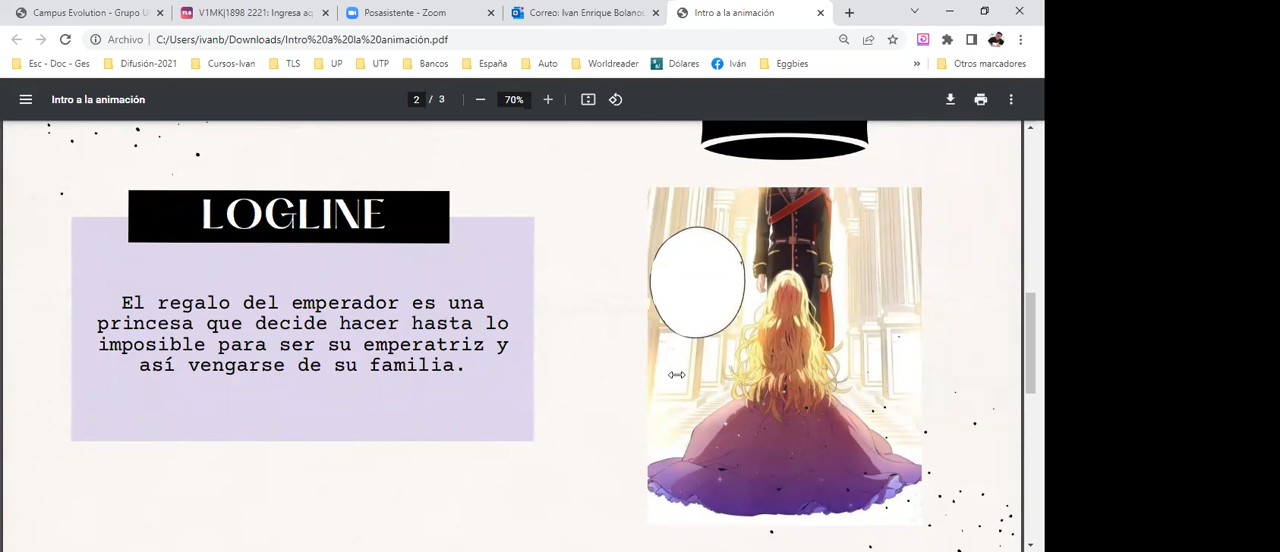 Campus Evolution - Grupo U
V1MK|1898 2221: Ingresa aq
Posasistente - Zoom
Correo: Ivan Enrique Bolanos
Intro a la animación
Archivo
C:/Users/ivanb/Downloads/Intro%20a%20la%20animación.pdf
Esc - Doc - Ges
Difusión-2021
Cursos-Ivan
TLS
UP
UTP
Bancos
España
Auto
Worldreader
Dólares
Iván
Eggbies
»
Otros marcadores
Intro a la animación
2 / 3
70%
LOGLINE
El regalo del emperador es una
princesa que decide hacer hasta lo
imposible para ser su emperatriz y
así vengarse de su familia.